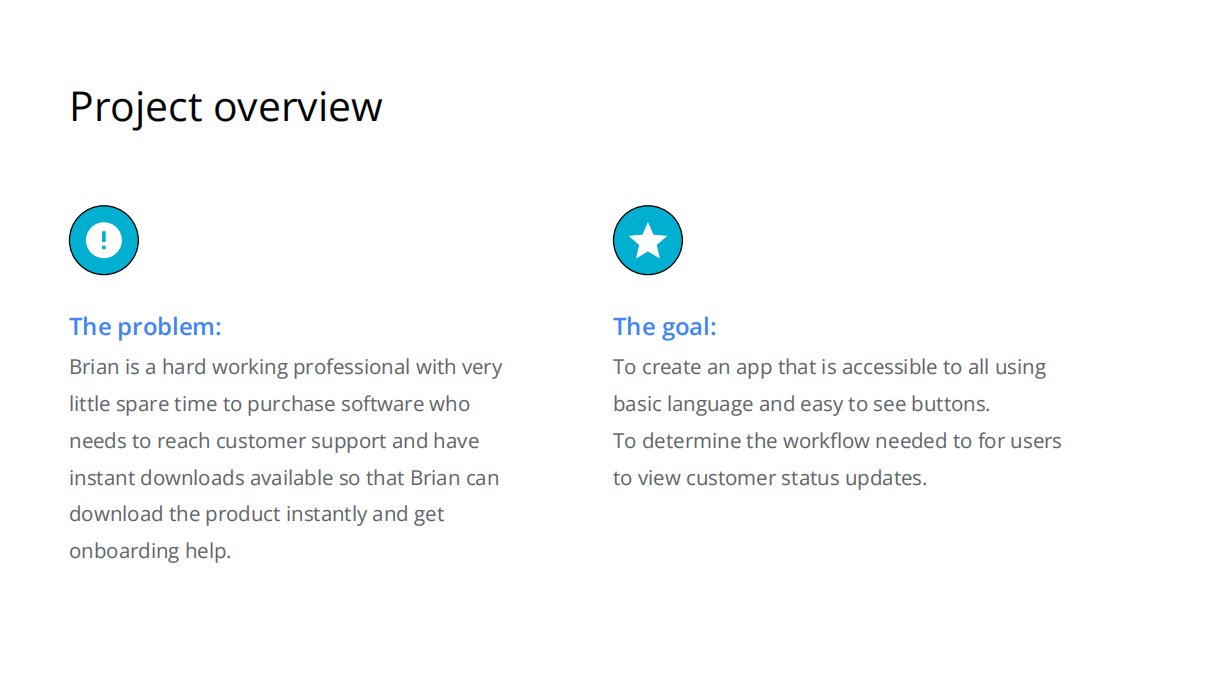 Project overview
The problem:
Brian is a hard working professional with very
little spare time to purchase software who
needs to reach customer support and have
instant downloads available so that Brian can
download the product instantly and get
onboarding help.
The goal:
To create an app that is accessible to all using
basic language and easy to see buttons.
To determine the workflow needed to for users
to view customer status updates.